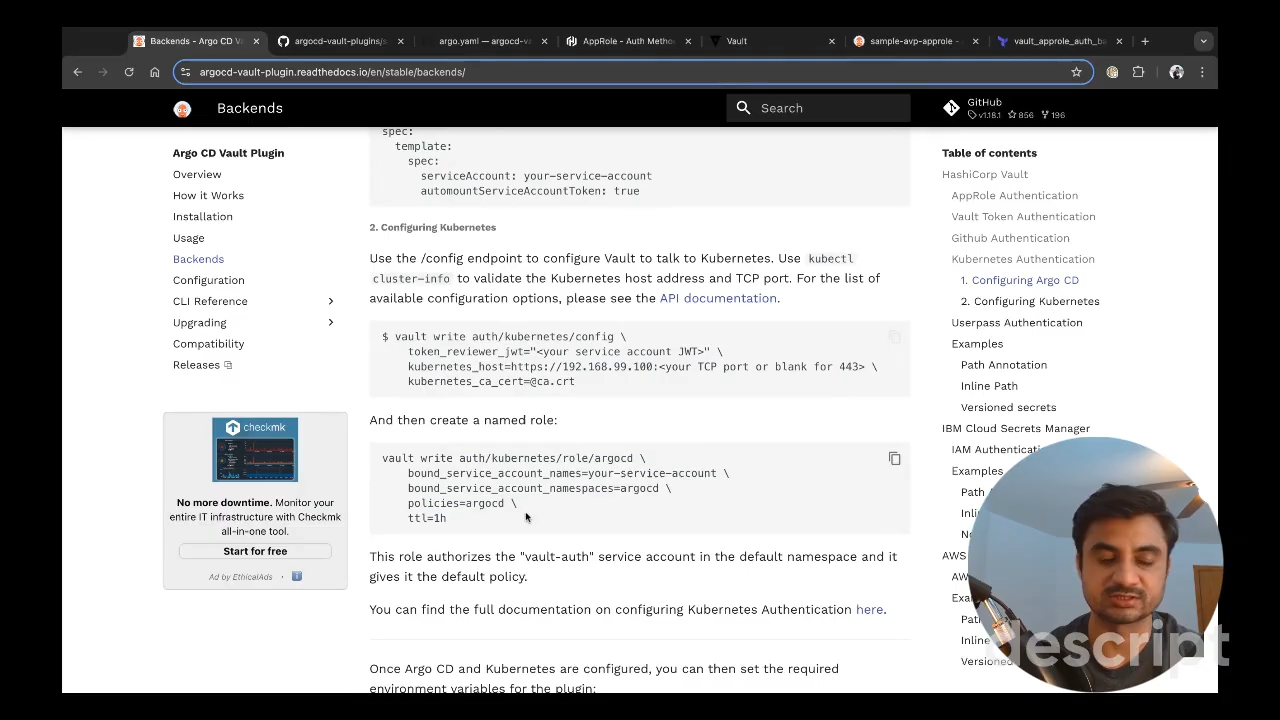 Backends - Argo CD V
argocd-vault-plugins/
argo.yaml — argocd-v
AppRole - Auth Metho
Vault
sample-avp-approle -
vault_approle_auth_ba
argocd-vault-plugin.readthedocs.io/en/stable/backends/
Backends
Search
GitHub
v1.18.1 856 196
Argo CD Vault Plugin
Overview
How it Works
Installation
Usage
Backends
Configuration
CLI Reference
Upgrading
Compatibility
Releases
checkmk
No more downtime. Monitor your
entire IT infrastructure with Checkmk
all-in-one tool.
Start for free
Ad by EthicalAds
spec:
template:
spec:
serviceAccount: your-service-account
automountServiceAccountToken: true
2. Configuring Kubernetes
Use the /config endpoint to configure Vault to talk to Kubernetes. Use kubectl
cluster-info to validate the Kubernetes host address and TCP port. For the list of
available configuration options, please see the API documentation.
$ vault write auth/kubernetes/config \
token_reviewer_jwt="<your service account JWT>" \
kubernetes_host=https://192.168.99.100:<your TCP port or blank for 443> \
kubernetes_ca_cert=@ca.crt
And then create a named role:
vault write auth/kubernetes/role/argocd \
bound_service_account_names=your-service-account \
bound_service_account_namespaces=argocd \
policies=argocd \
ttl=1h
This role authorizes the "vault-auth" service account in the default namespace and it
gives it the default policy.
You can find the full documentation on configuring Kubernetes Authentication here.
Once Argo CD and Kubernetes are configured, you can then set the required
environment variables for the plugin:
Table of contents
HashiCorp Vault
AppRole Authentication
Vault Token Authentication
Github Authentication
Kubernetes Authentication
1. Configuring Argo CD
2. Configuring Kubernetes
Userpass Authentication
Examples
Path Annotation
Inline Path
Versioned secrets
IBM Cloud Secrets Manager
IAM Authentication
Examples
Path
Inl
No
AWS
AW
Exa
Path
Inline
Version
descript